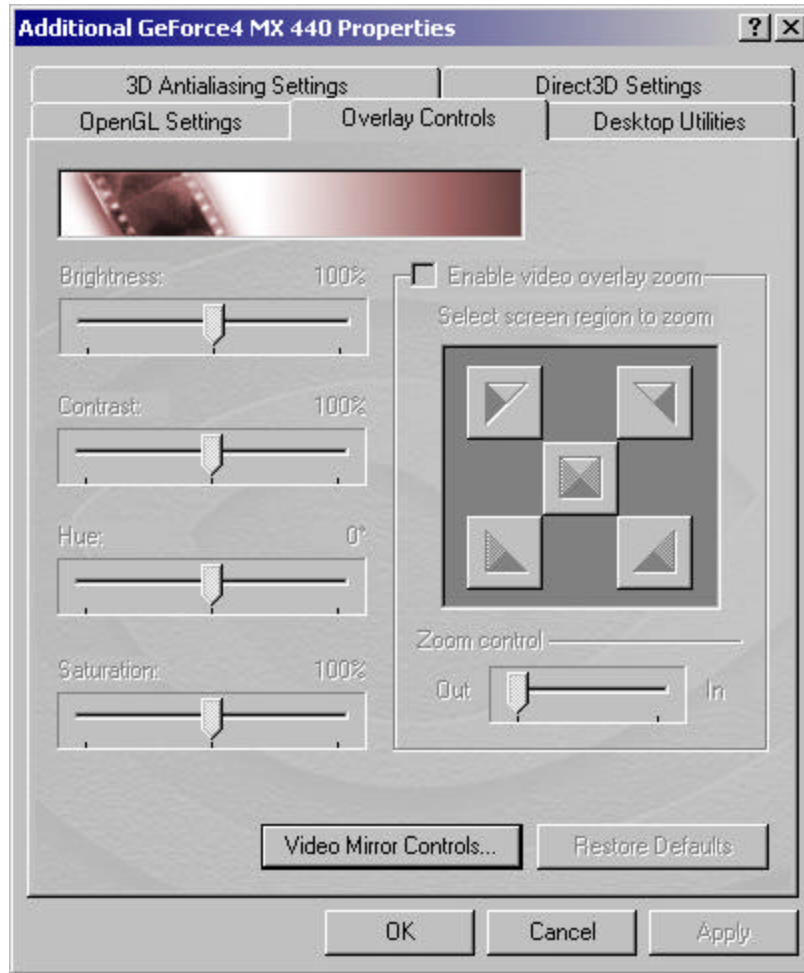 Additional GeForce4 MX 440 Properties
3D Antialiasing Settings
Direct3D Settings
OpenGL Settings
Overlay Controls
Desktop Utilities
Brightness: 100%
Contrast: 100%
Hue: 0°
Saturation: 100%
Enable video overlay zoom
Select screen region to zoom
Zoom control
Out
In
Video Mirror Controls...
Restore Defaults
OK
Cancel
Apply